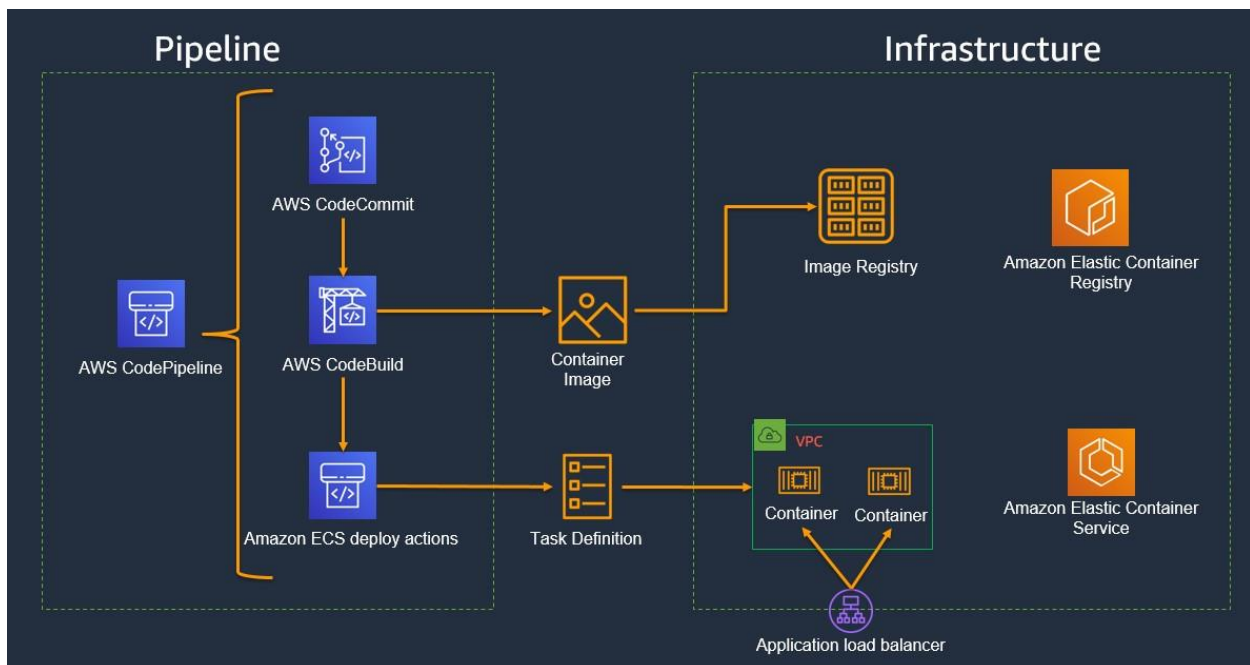 Pipeline
Infrastructure
AWS CodeCommit
Image Registry
Amazon Elastic Container
Registry
AWS CodePipeline
AWS CodeBuild
Container
Image
VPC
Container
Container
Amazon ECS deploy actions
Task Definition
Amazon Elastic Container
Service
Application load balancer